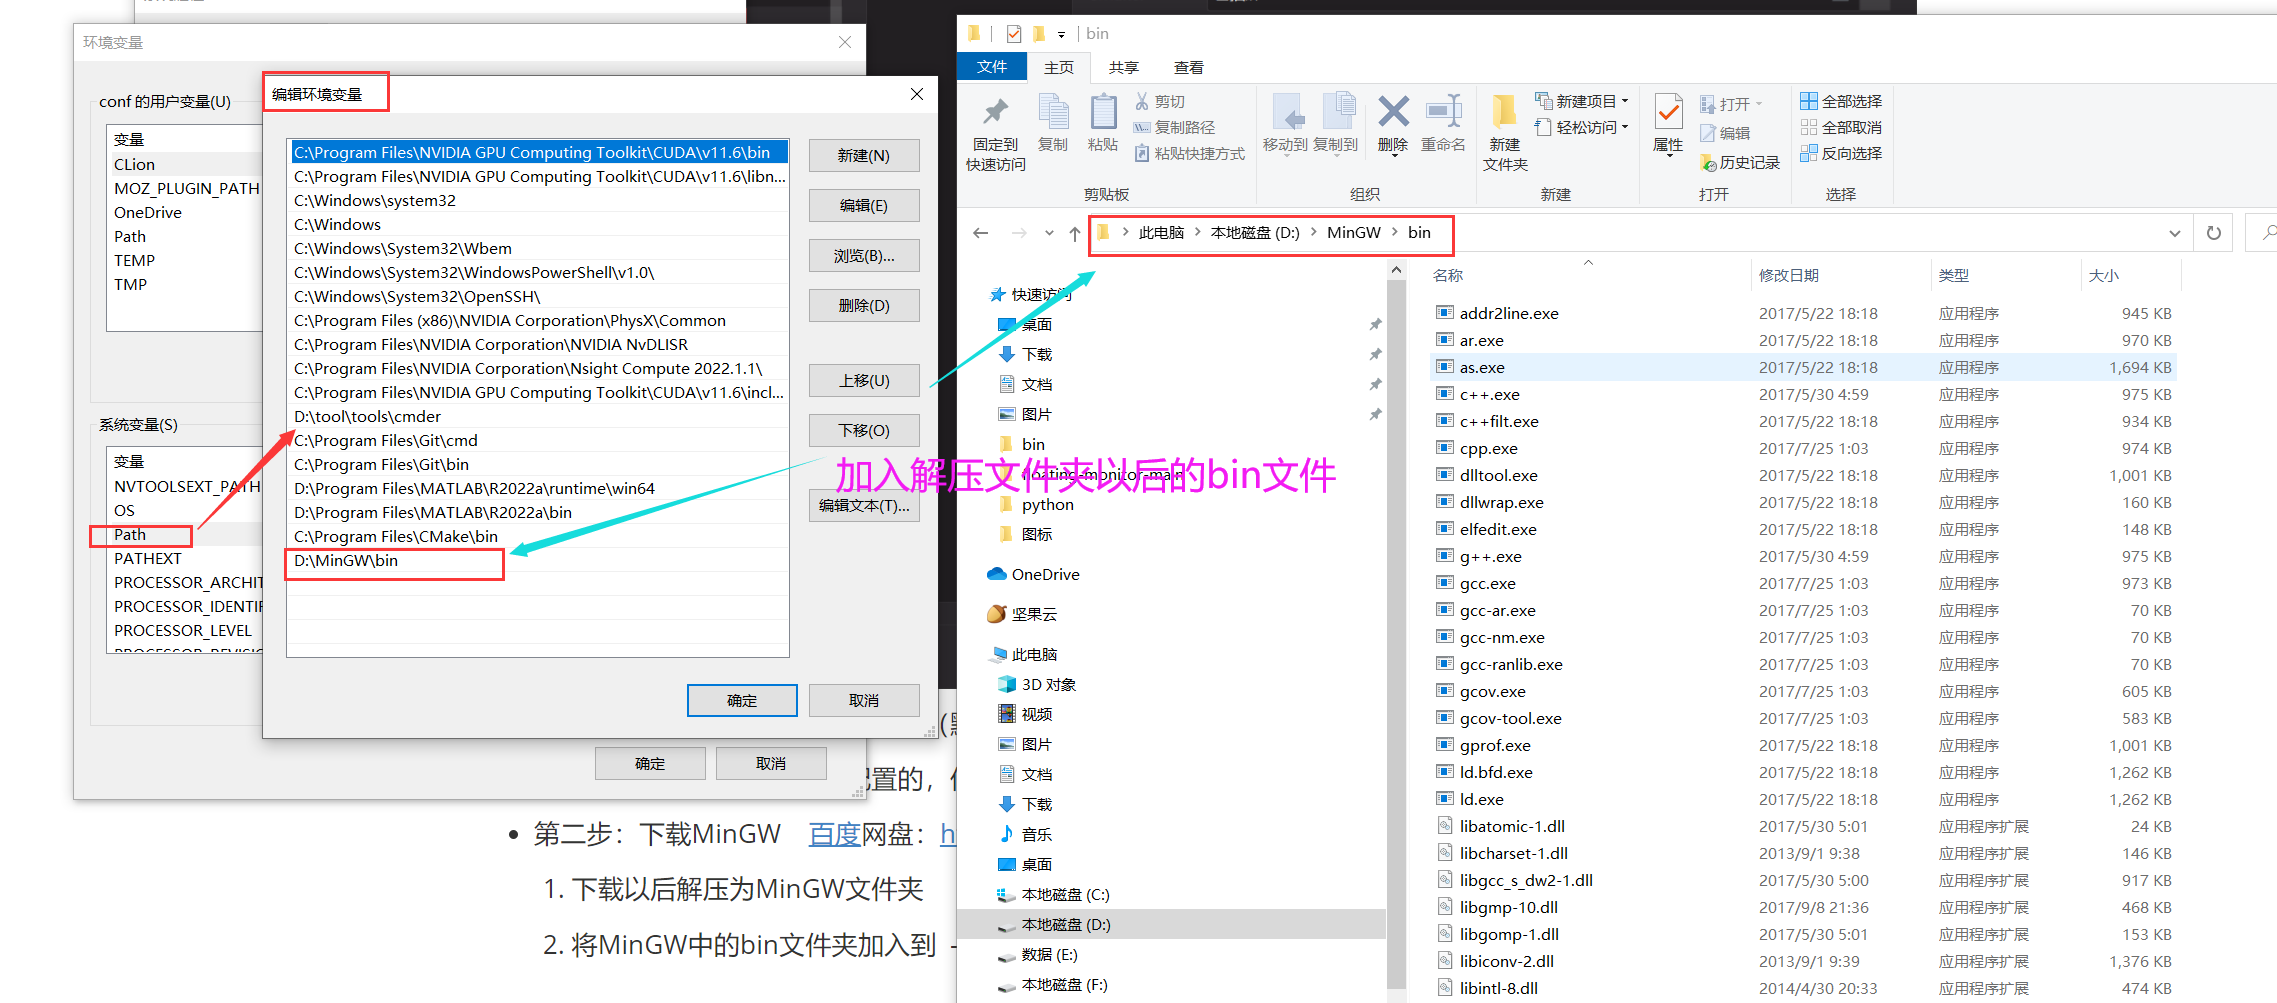 环境变量
conf 的用户变量(U)
变量
CLion
MOZ_PLUGIN_PATH
OneDrive
Path
TEMP
TMP
系统变量(S)
变量
NVTOOLSEXT_PATH
OS
Path
PATHEXT
PROCESSOR_ARCHIT
PROCESSOR_IDENTIF
PROCESSOR_LEVEL
确定
取消
编辑环境变量
C:\Program Files\NVIDIA GPU Computing Toolkit\CUDA\v11.6\bin
C:\Program Files\NVIDIA GPU Computing Toolkit\CUDA\v11.6\libn...
C:\Windows\system32
C:\Windows
C:\Windows\System32\Wbem
C:\Windows\System32\WindowsPowerShell\v1.0\
C:\Windows\System32\OpenSSH\
C:\Program Files (x86)\NVIDIA Corporation\PhysX\Common
C:\Program Files\NVIDIA Corporation\NVIDIA NvDLISR
C:\Program Files\NVIDIA Corporation\Nsight Compute 2022.1.1\
C:\Program Files\NVIDIA GPU Computing Toolkit\CUDA\v11.6\incl...
D:\tool\tools\cmder
C:\Program Files\Git\cmd
C:\Program Files\Git\bin
D:\Program Files\MATLAB\R2022a\runtime\win64
D:\Program Files\MATLAB\R2022a\bin
C:\Program Files\CMake\bin
D:\MinGW\bin
新建(N)
编辑(E)
浏览(B)...
删除(D)
上移(U)
下移(O)
编辑文本(T)...
确定
取消
加入解压文件夹以后的bin文件
置的，
第二步：下载MinGW 百度网盘：h
1. 下载以后解压为MinGW文件夹
2. 将MinGW中的bin文件夹加入到 -
bin
文件 主页 共享 查看
固定到
快速访问
复制
粘贴
剪切
复制路径
粘贴快捷方式
剪贴板
移动到 复制到 删除 重命名
组织
新建
文件夹
新建项目
轻松访问
新建
属性
打开
编辑
历史记录
打开
全部选择
全部取消
反向选择
选择
此电脑 本地磁盘 (D:) MinGW bin
快速访问
桌面
下载
文档
图片
bin
floating-monitor-main
python
图标
OneDrive
坚果云
此电脑
3D 对象
视频
图片
文档
下载
音乐
桌面
本地磁盘 (C:)
本地磁盘 (D:)
数据 (E:)
本地磁盘 (F:)
名称 修改日期 类型 大小
addr2line.exe 2017/5/22 18:18 应用程序 945 KB
ar.exe 2017/5/22 18:18 应用程序 970 KB
as.exe 2017/5/22 18:18 应用程序 1,694 KB
c++.exe 2017/5/30 4:59 应用程序 975 KB
c++filt.exe 2017/5/22 18:18 应用程序 934 KB
cpp.exe 2017/7/25 1:03 应用程序 974 KB
dlltool.exe 2017/5/22 18:18 应用程序 1,001 KB
dllwrap.exe 2017/5/22 18:18 应用程序 160 KB
elfedit.exe 2017/5/22 18:18 应用程序 148 KB
g++.exe 2017/5/30 4:59 应用程序 975 KB
gcc.exe 2017/7/25 1:03 应用程序 973 KB
gcc-ar.exe 2017/7/25 1:03 应用程序 70 KB
gcc-nm.exe 2017/7/25 1:03 应用程序 70 KB
gcc-ranlib.exe 2017/7/25 1:03 应用程序 70 KB
gcov.exe 2017/7/25 1:03 应用程序 605 KB
gcov-tool.exe 2017/7/25 1:03 应用程序 583 KB
gprof.exe 2017/5/22 18:18 应用程序 1,001 KB
ld.bfd.exe 2017/5/22 18:18 应用程序 1,262 KB
ld.exe 2017/5/22 18:18 应用程序 1,262 KB
libatomic-1.dll 2017/5/30 5:01 应用程序扩展 24 KB
libcharset-1.dll 2013/9/1 9:38 应用程序扩展 146 KB
libgcc_s_dw2-1.dll 2017/5/30 5:00 应用程序扩展 917 KB
libgmp-10.dll 2017/9/8 21:36 应用程序扩展 468 KB
libgomp-1.dll 2017/5/30 5:01 应用程序扩展 153 KB
libiconv-2.dll 2013/9/1 9:39 应用程序扩展 1,376 KB
libintl-8.dll 2014/4/30 20:33 应用程序扩展 474 KB